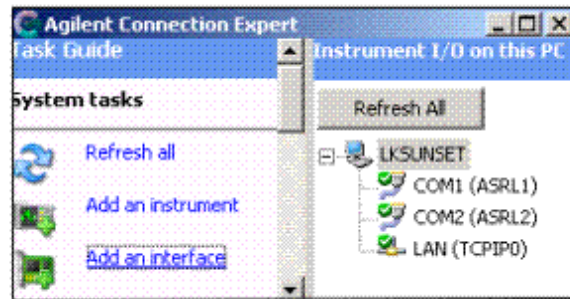 Agilent Connection Expert
Task Guide
System tasks
Refresh all
Add an instrument
Add an interface
Instrument I/O on this PC
Refresh All
LKSUNSET
COM1 (ASRL1)
COM2 (ASRL2)
LAN (TCPIP0)